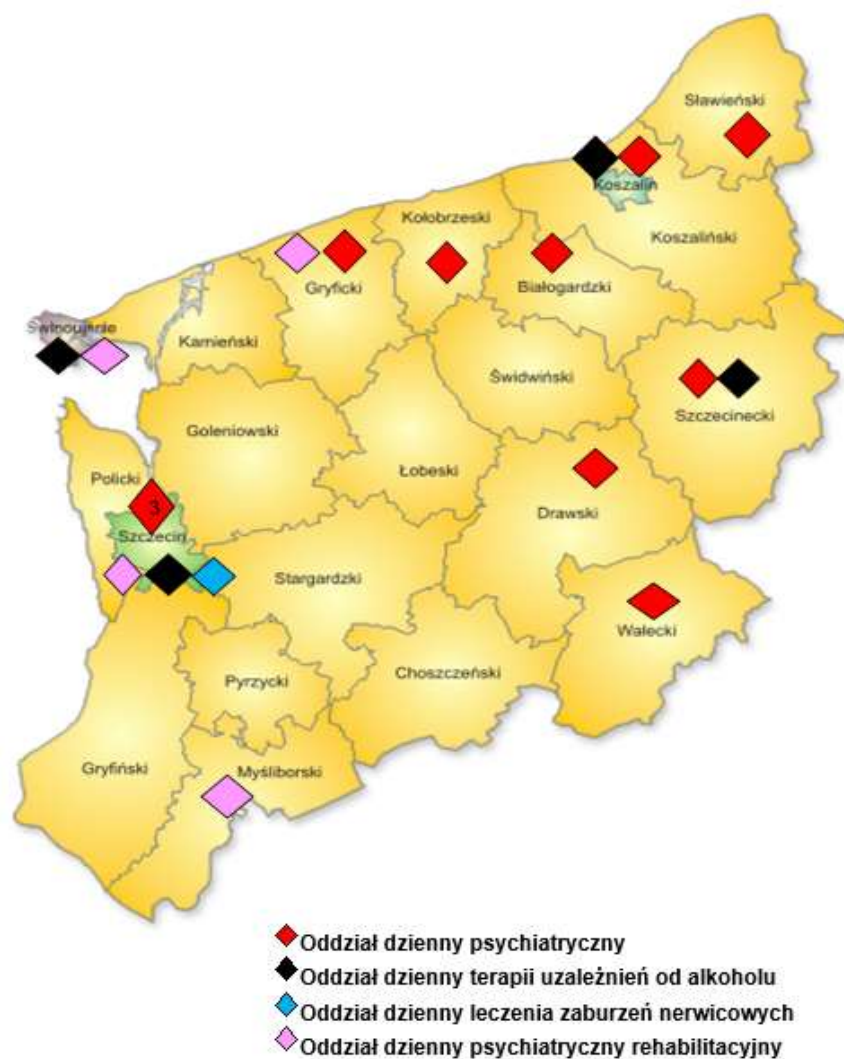 Sławieński
Koszalin
Kołobrzeski
Koszaliński
Gryficki
Białogardzki
Świnoujście
Kamieński
Świdwiński
Szczecinecki
Goleniowski
Łobeski
Policki
3
Drawski
Szczecin
Stargardzki
Wałecki
Choszczeński
Pyrzycki
Gryfiński
Myśliborski
Oddział dzienny psychiatryczny
Oddział dzienny terapii uzależnień od alkoholu
Oddział dzienny leczenia zaburzeń nerwicowych
Oddział dzienny psychiatryczny rehabilitacyjny